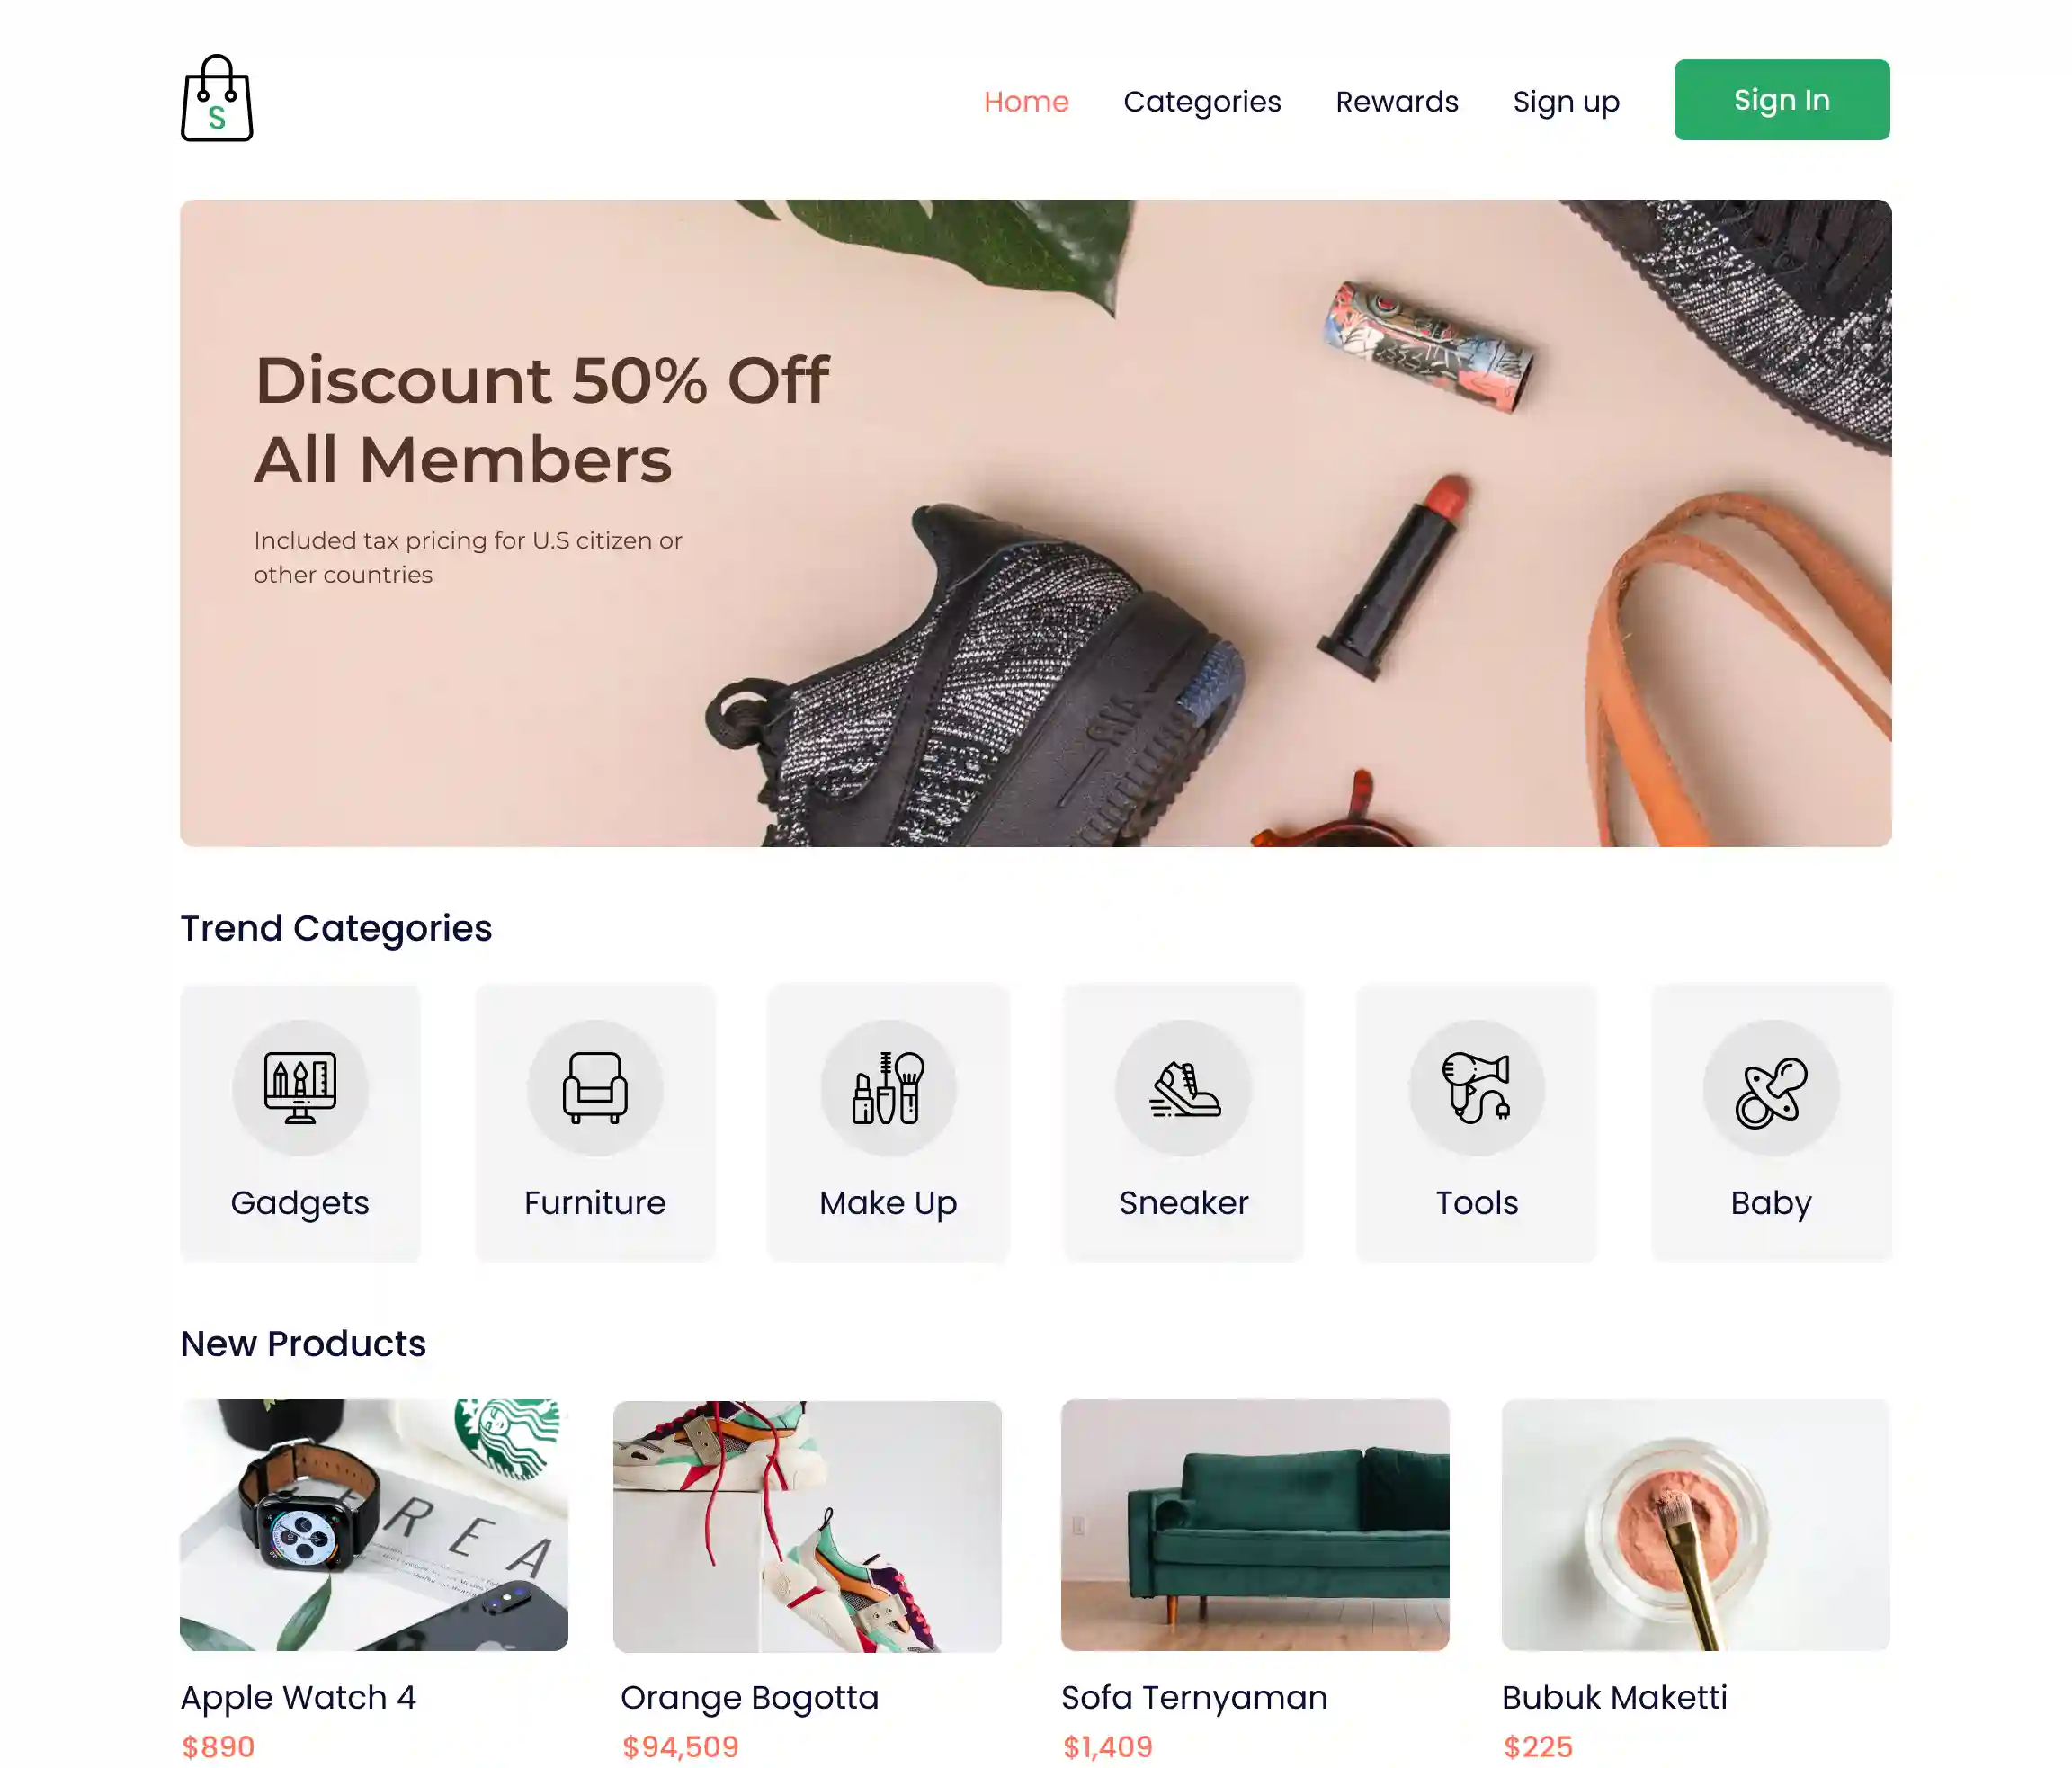 S
Home Categories Rewards Sign up Sign In
Discount 50% Off
All Members
Included tax pricing for U.S citizen or
other countries
AIR
Trend Categories
Gadgets Furniture Make Up Sneaker Tools Baby
New Products
REA
Apple Watch 4 Orange Bogotta Sofa Ternyaman Bubuk Maketti
$890 $94,509 $1,409 $225